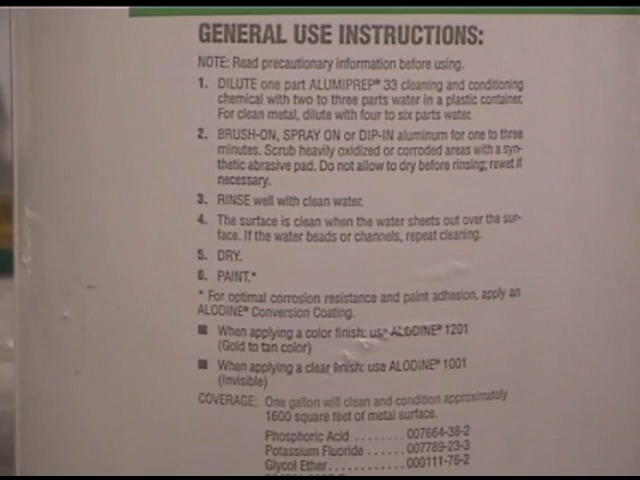 GENERAL USE INSTRUCTIONS:
NOTE: Read precautionary information before using.
1. DILUTE one part ALUMIPREP® 33 cleaning and conditioning
chemical with two to three parts water in a plastic container.
For clean metal, dilute with four to six parts water.
2. BRUSH-ON, SPRAY ON or DIP-IN aluminum for one to three
minutes. Scrub heavily oxidized or corroded areas with a syn-
thetic abrasive pad. Do not allow to dry before rinsing; rewet if
necessary.
3. RINSE well with clean water.
4. The surface is clean when the water sheets out over the sur-
face. If the water beads or channels, repeat cleaning.
5. DRY.
6. PAINT.*
* For optimal corrosion resistance and paint adhesion, apply an
ALODINE® Conversion Coating.
■ When applying a color finish: use ALODINE® 1201
(Gold to tan color)
■ When applying a clear finish: use ALODINE® 1001
(Invisible)
COVERAGE: One gallon will clean and condition approximately
1600 square feet of metal surface.
Phosphoric Acid ........ 007664-38-2
Potassium Fluoride ...... 007789-23-3
Glycol Ether ........... 000111-76-2